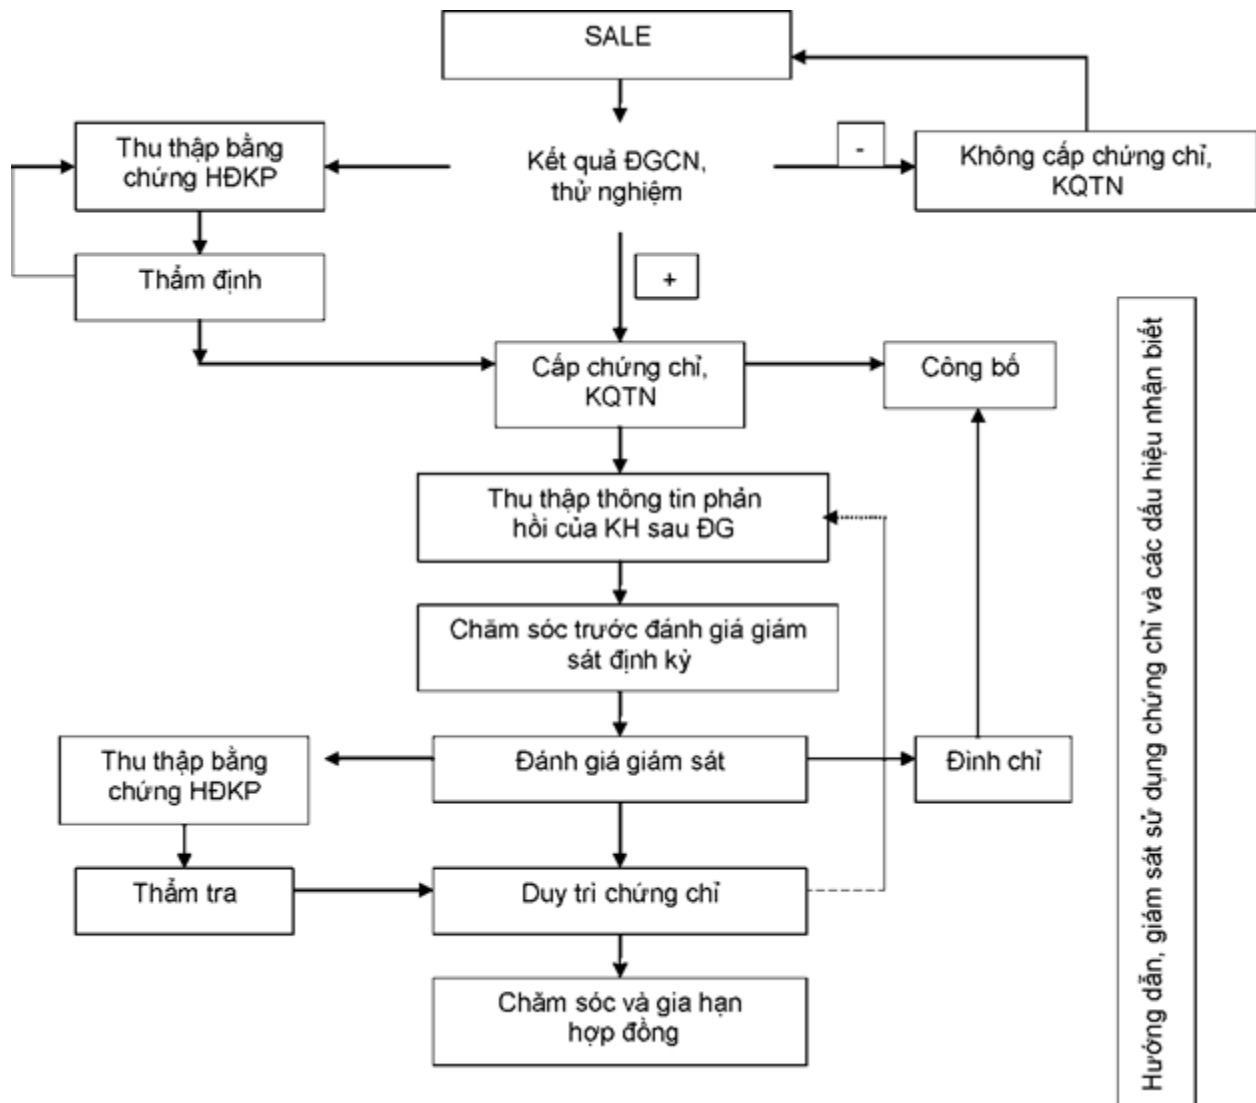 SALE
Thu thập bằng
chứng HĐKP
Kết quả ĐGCN,
thử nghiệm
-
Không cấp chứng chỉ,
KQTN
Thẩm định
+
Cấp chứng chỉ,
KQTN
Công bố
Thu thập thông tin phản
hồi của KH sau ĐG
Chăm sóc trước đánh giá giám
sát định kỳ
Thu thập bằng
chứng HĐKP
Đánh giá giám sát
Đình chỉ
Thẩm tra
Duy trì chứng chỉ
Chăm sóc và gia hạn
hợp đồng
Hướng dẫn, giám sát sử dụng chứng chỉ và các dấu hiệu nhận biết